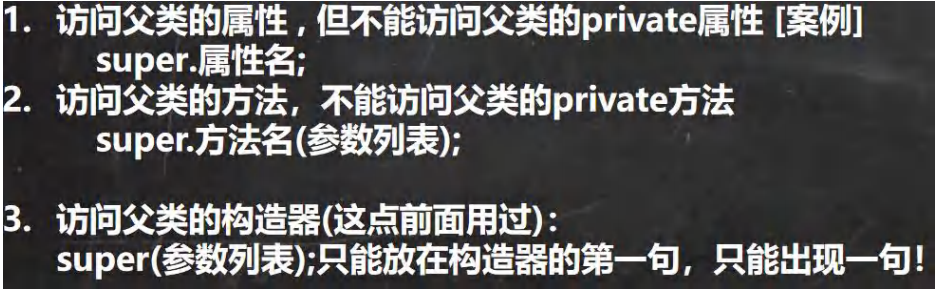 1. 访问父类的属性 , 但不能访问父类的private属性 [案例]
super.属性名;
2. 访问父类的方法，不能访问父类的private方法
super.方法名(参数列表);
3. 访问父类的构造器(这点前面用过)：
super(参数列表);只能放在构造器的第一句，只能出现一句！